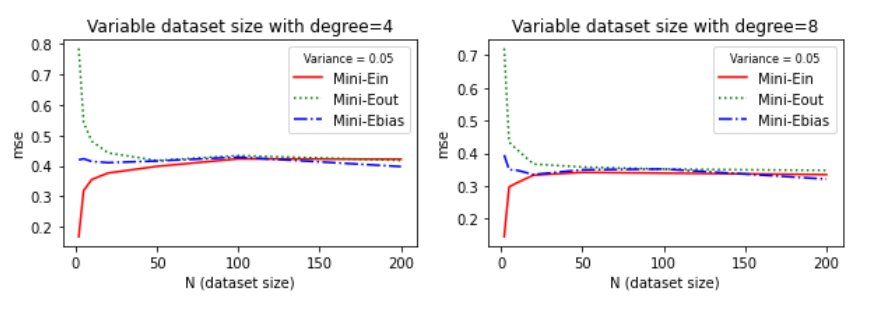 Variable dataset size with degree=4
0.8
0.7
0.6
0.5
0.4
0.3
0.2
mse
Variance = 0.05
Mini-Ein
Mini-Eout
Mini-Ebias
0 50 100 150 200
N (dataset size)
Variable dataset size with degree=8
0.7
0.6
0.5
0.4
0.3
0.2
mse
Variance = 0.05
Mini-Ein
Mini-Eout
Mini-Ebias
0 50 100 150 200
N (dataset size)